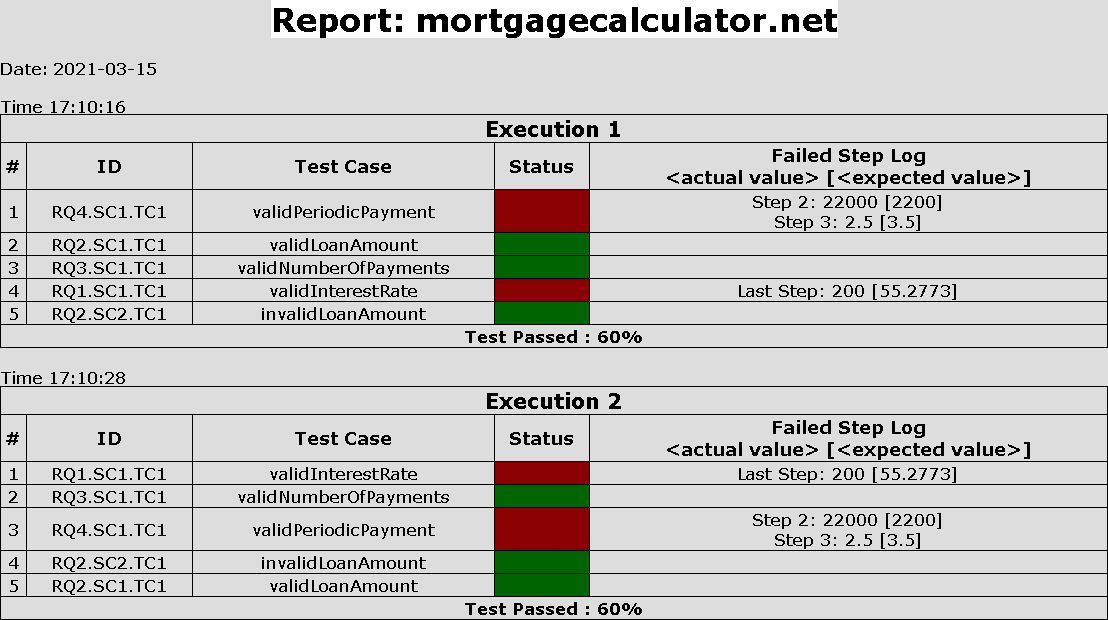 Report: mortgagecalculator.net
Date: 2021-03-15
Time 17:10:16
Execution 1
# ID Test Case Status Failed Step Log <actual value> [<expected value>]
1 RQ4.SC1.TC1 validPeriodicPayment Step 2: 22000 [2200]
Step 3: 2.5 [3.5]
2 RQ2.SC1.TC1 validLoanAmount
3 RQ3.SC1.TC1 validNumberOfPayments
4 RQ1.SC1.TC1 validInterestRate Last Step: 200 [55.2773]
5 RQ2.SC2.TC1 invalidLoanAmount
Test Passed : 60%
Time 17:10:28
Execution 2
# ID Test Case Status Failed Step Log <actual value> [<expected value>]
1 RQ1.SC1.TC1 validInterestRate Last Step: 200 [55.2773]
2 RQ3.SC1.TC1 validNumberOfPayments
3 RQ4.SC1.TC1 validPeriodicPayment Step 2: 22000 [2200]
Step 3: 2.5 [3.5]
4 RQ2.SC2.TC1 invalidLoanAmount
5 RQ2.SC1.TC1 validLoanAmount
Test Passed : 60%